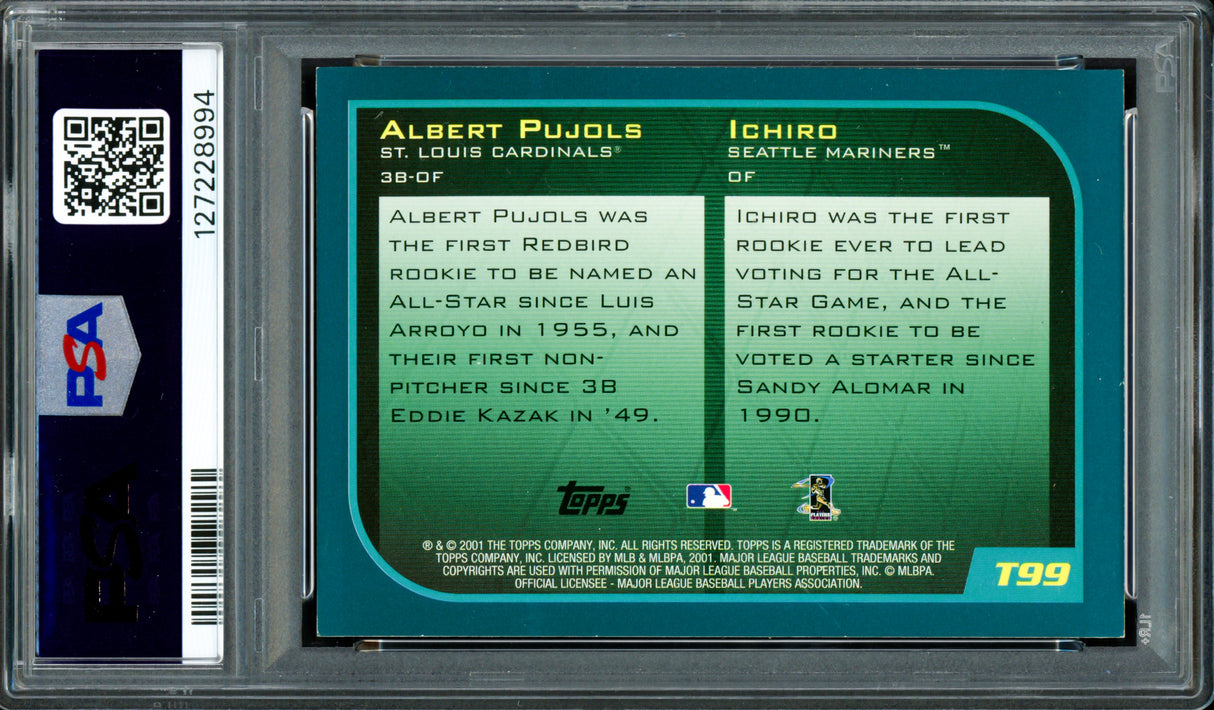 127228994
PSA
PSA
ALBERT PUJOLS
ST. LOUIS CARDINALS®
3B-OF
ALBERT PUJOLS WAS
THE FIRST REDBIRD
ROOKIE TO BE NAMED AN
ALL-STAR SINCE LUIS
ARROYO IN 1955, AND
THEIR FIRST NON-
PITCHER SINCE 3B
EDDIE KAZAK IN '49.
ICHIRO
SEATTLE MARINERS™
OF
ICHIRO WAS THE FIRST
ROOKIE EVER TO LEAD
VOTING FOR THE ALL-
STAR GAME, AND THE
FIRST ROOKIE TO BE
VOTED A STARTER SINCE
SANDY ALOMAR IN
1990.
TOPPS®
PLAYERS
® & © 2001 THE TOPPS COMPANY, INC. ALL RIGHTS RESERVED. TOPPS IS A REGISTERED TRADEMARK OF THE
TOPPS COMPANY, INC. LICENSED BY MLB & MLBPA, 2001. MAJOR LEAGUE BASEBALL TRADEMARKS AND
COPYRIGHTS ARE USED WITH PERMISSION OF MAJOR LEAGUE BASEBALL PROPERTIES, INC. © MLBPA.
OFFICIAL LICENSEE - MAJOR LEAGUE BASEBALL PLAYERS ASSOCIATION.
T99
PSA